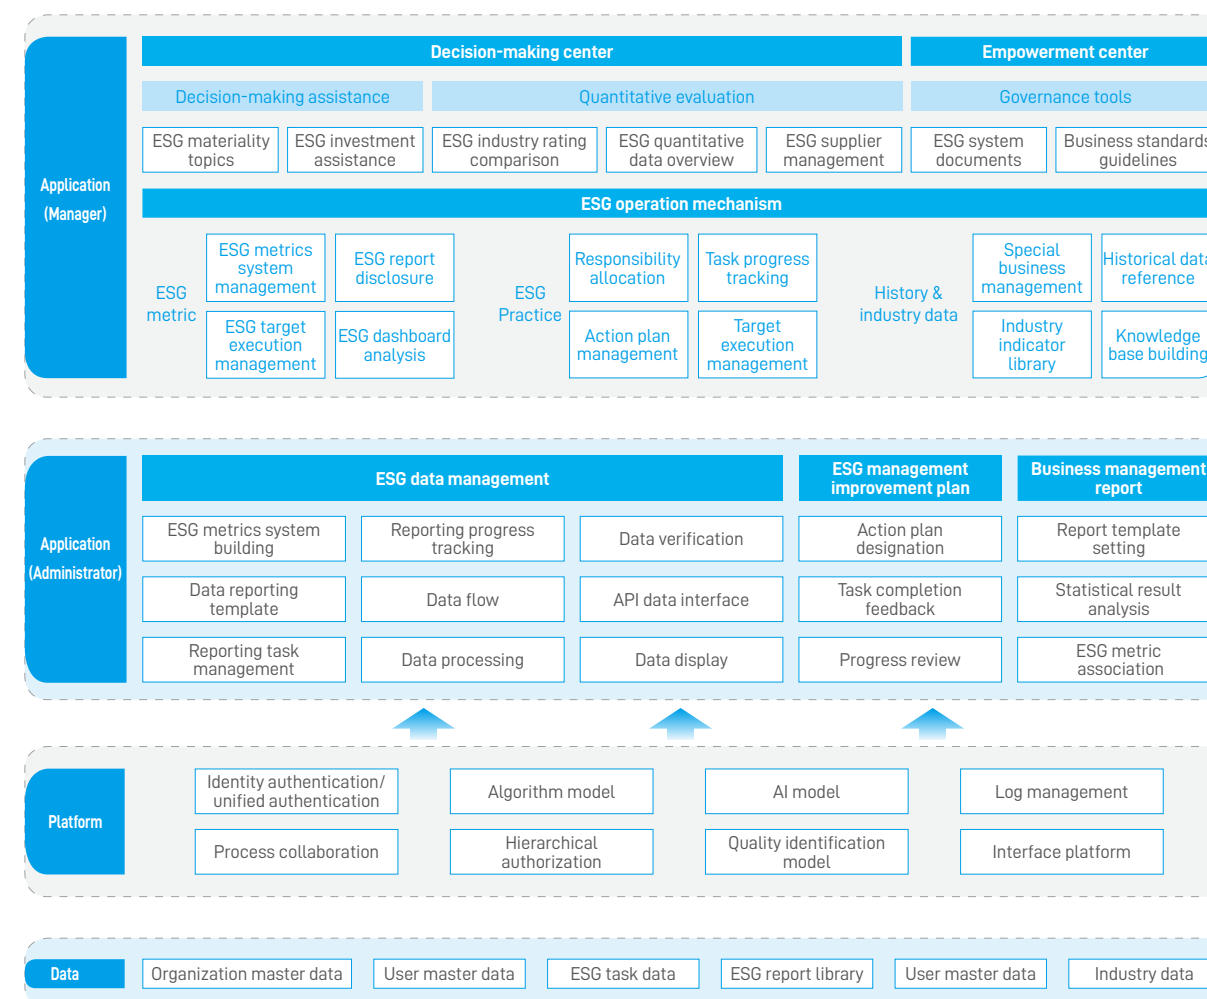 Decision-making center
Empowerment center
Decision-making assistance
Quantitative evaluation
Governance tools
ESG materiality
topics
ESG investment
assistance
ESG industry rating
comparison
ESG quantitative
data overview
ESG supplier
management
ESG system
documents
Business standards
guidelines
Application
(Manager)
ESG operation mechanism
ESG
metric
ESG metrics
system
management
ESG report
disclosure
ESG target
execution
management
ESG dashboard
analysis
ESG
Practice
Responsibility
allocation
Task progress
tracking
Action plan
management
Target
execution
management
History &
industry data
Special
business
management
Historical data
reference
Industry
indicator
library
Knowledge
base building
Application
(Administrator)
ESG data management
ESG management
improvement plan
Business management
report
ESG metrics system
building
Reporting progress
tracking
Data verification
Action plan
designation
Report template
setting
Data reporting
template
Data flow
API data interface
Task completion
feedback
Statistical result
analysis
Reporting task
management
Data processing
Data display
Progress review
ESG metric
association
Platform
Identity authentication/
unified authentication
Algorithm model
AI model
Log management
Process collaboration
Hierarchical
authorization
Quality identification
model
Interface platform
Data
Organization master data
User master data
ESG task data
ESG report library
User master data
Industry data